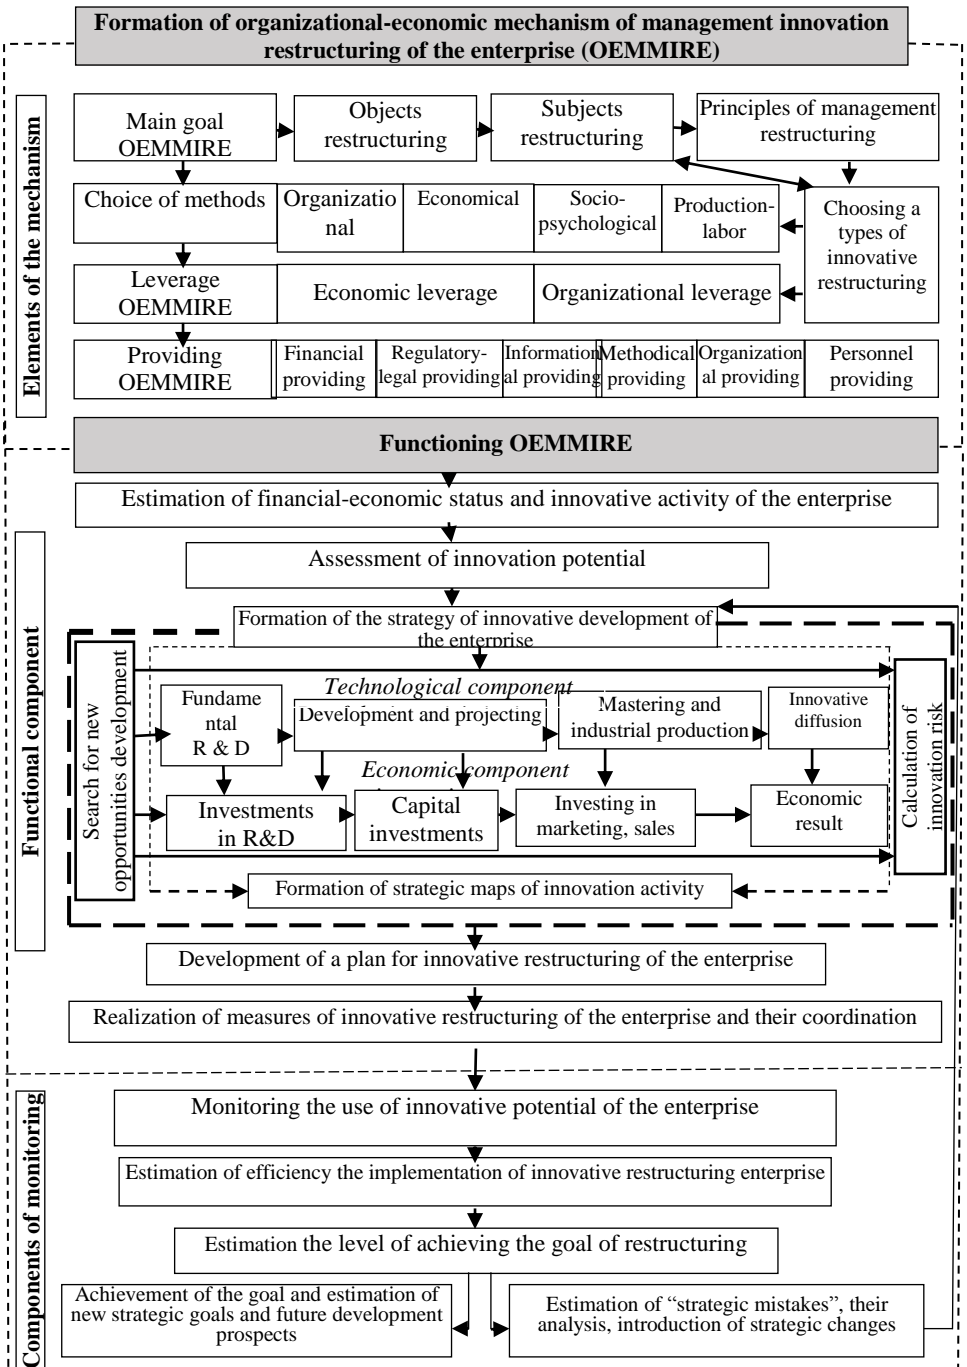 Formation of organizational-economic mechanism of management innovation
restructuring of the enterprise (OEMMIRE)
Elements of the mechanism
Main goal
OEMMIRE
Objects
restructuring
Subjects
restructuring
Principles of management
restructuring
Choice of methods
Organizatio
nal
Economical
Socio-
psychological
Production-
labor
Choosing a
types of
innovative
restructuring
Leverage
OEMMIRE
Economic leverage
Organizational leverage
Providing
OEMMIRE
Financial
providing
Regulatory-
legal providing
Information
al providing
Methodical
providing
Organization
al providing
Personnel
providing
Functioning OEMMIRE
Functional component
Estimation of financial-economic status and innovative activity of the enterprise
Assessment of innovation potential
Formation of the strategy of innovative development of
the enterprise
Search for new
opportunities development
Technological component
Fundame
ntal
R & D
Development and projecting
Mastering and
industrial production
Innovative
diffusion
Economic component
Investments
in R&D
Capital
investments
Investing in
marketing, sales
Economic
result
Calculation of
innovation risk
Formation of strategic maps of innovation activity
Development of a plan for innovative restructuring of the enterprise
Realization of measures of innovative restructuring of the enterprise and their coordination
Components of monitoring
Monitoring the use of innovative potential of the enterprise
Estimation of efficiency the implementation of innovative restructuring enterprise
Estimation the level of achieving the goal of restructuring
Achievement of the goal and estimation of
new strategic goals and future development
prospects
Estimation of “strategic mistakes”, their
analysis, introduction of strategic changes